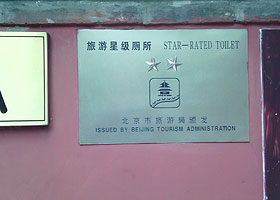 旅游星级厕所 STAR-RATED TOILET
北京市旅游局颁发
ISSUED BY BEIJING TOURISM ADMINISTRATION